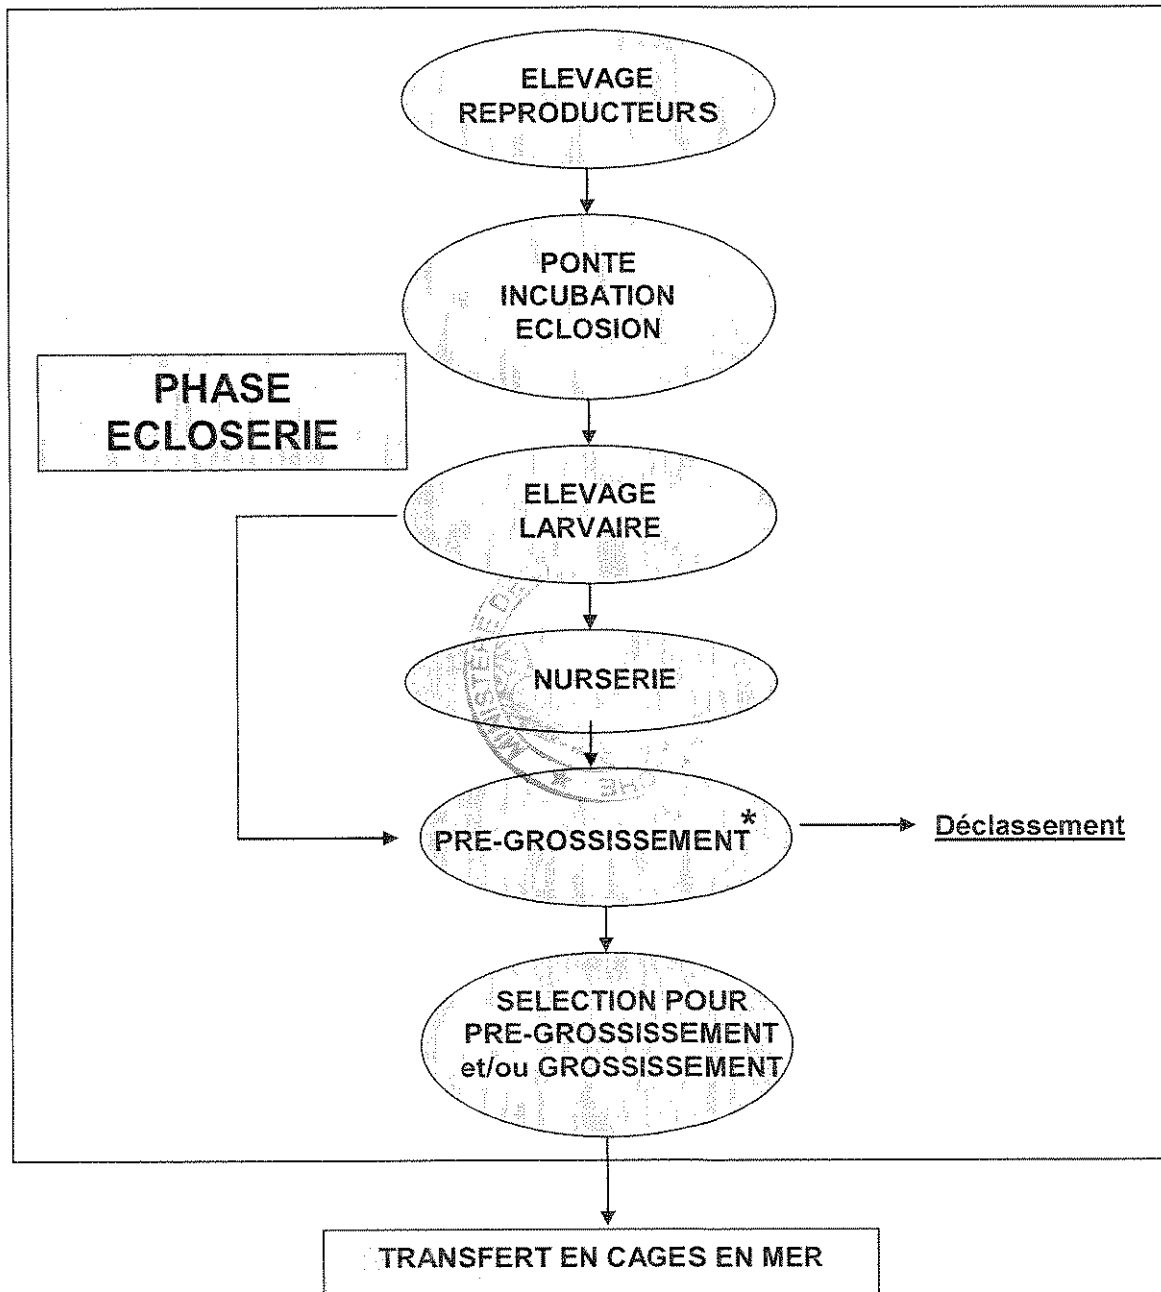 ELEVAGE
REPRODUCTEURS
PONTE
INCUBATION
ECLOSION
PHASE
ECLOSERIE
ELEVAGE
LARVAIRE
NURSERIE
PRE-GROSSISSEMENT*
Déclassement
SELECTION POUR
PRE-GROSSISSEMENT
et/ou GROSSISSEMENT
TRANSFERT EN CAGES EN MER
MINISTERE